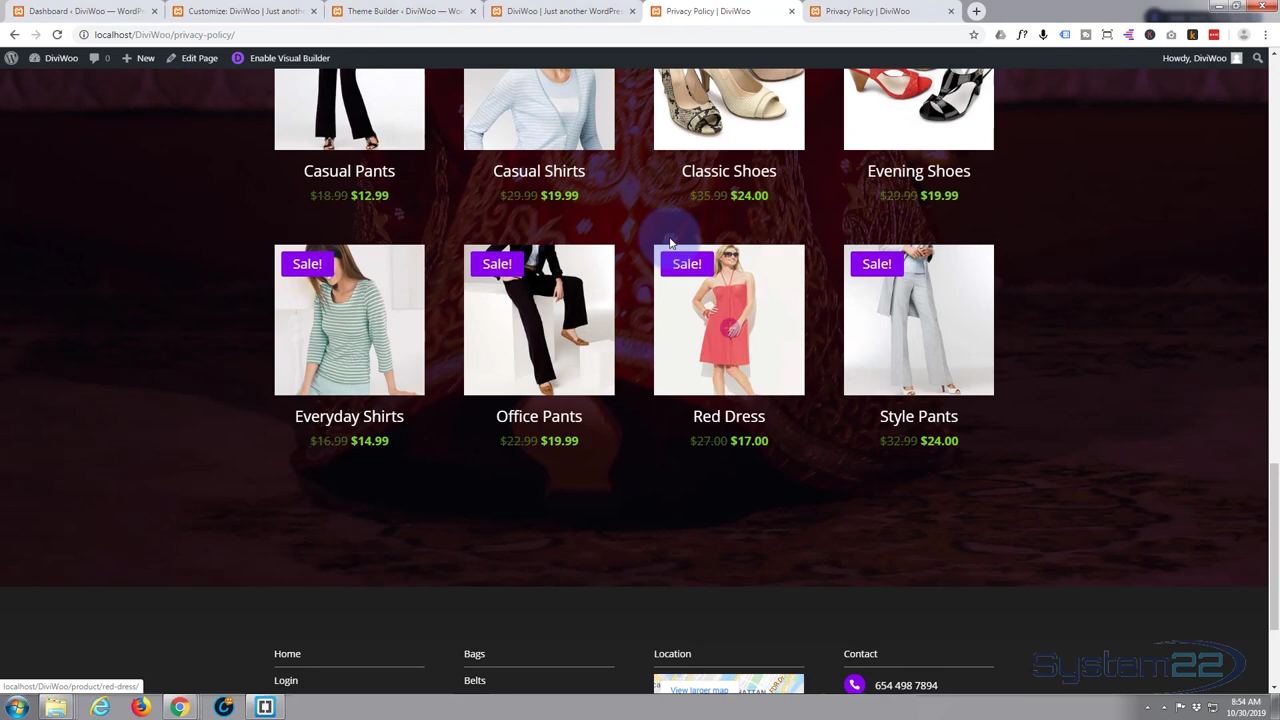 Dashboard ‹ DiviWoo — WordP
Customize: DiviWoo | Just anoth
Theme Builder ‹ DiviWoo — Wo
DiviWoo | Just another WordPre
Privacy Policy | DiviWoo
Privacy Policy | DiviWoo
localhost/DiviWoo/privacy-policy/
DiviWoo 0 New Edit Page Enable Visual Builder Howdy, DiviWoo
Casual Pants Casual Shirts Classic Shoes Evening Shoes
$18.99 $12.99 $29.99 $19.99 $35.99 $24.00 $29.99 $19.99
Sale! Sale! Sale! Sale!
Everyday Shirts Office Pants Red Dress Style Pants
$16.99 $14.99 $22.99 $19.99 $27.00 $17.00 $32.99 $24.00
Home Bags Location Contact
Login Belts View larger map 654 498 7894
System22
localhost/DiviWoo/product/red-dress/
8:54 AM
10/30/2019